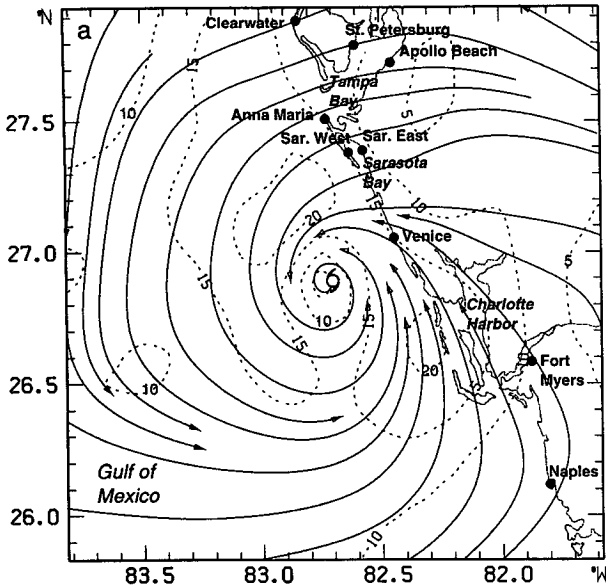 °N
a
Clearwater
St. Petersburg
Apollo Beach
15
Tampa
Bay
10
5
27.5
Anna Maria
Sar. West
Sar. East
Sarasota
Bay
15
10
20
27.0
Venice
5
15
10
15
Charlotte
Harbor
26.5
10
20
Fort
Myers
Gulf of
Mexico
Naples
26.0
10
83.5
83.0
82.5
82.0
°W